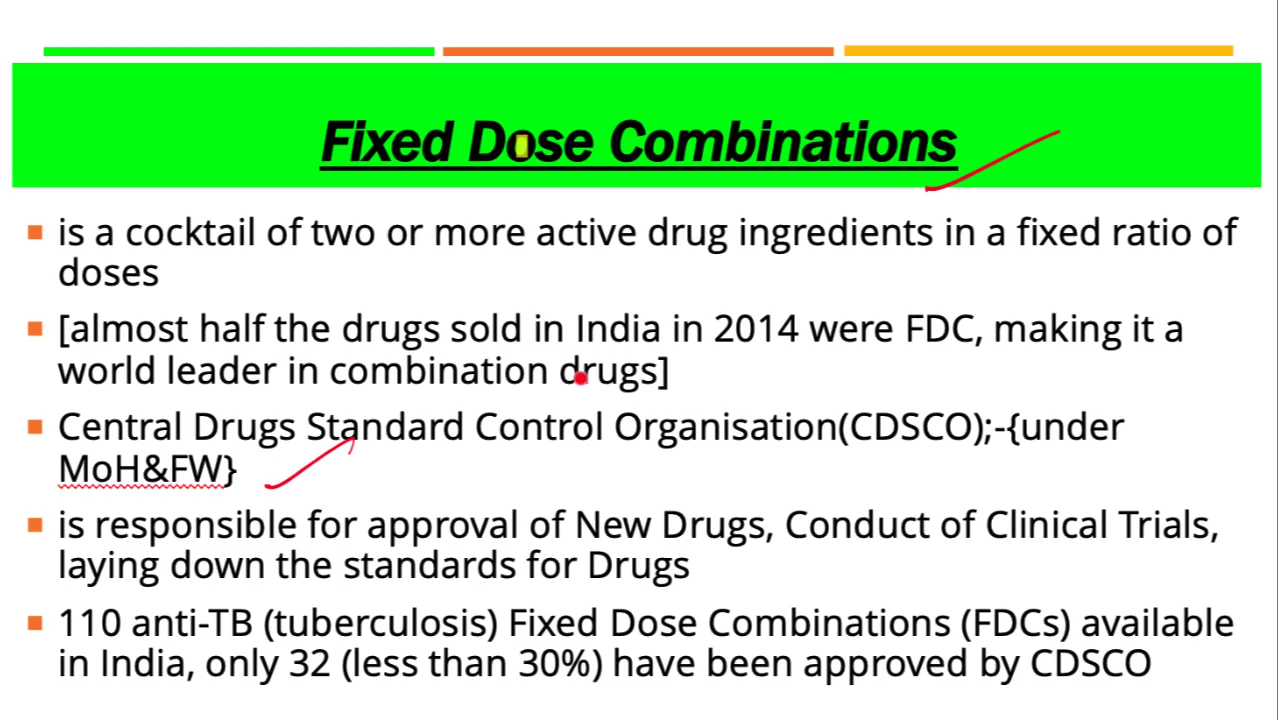 Fixed Dose Combinations
is a cocktail of two or more active drug ingredients in a fixed ratio of
doses
[almost half the drugs sold in India in 2014 were FDC, making it a
world leader in combination drugs]
Central Drugs Standard Control Organisation(CDSCO);-{under
MoH&FW}
is responsible for approval of New Drugs, Conduct of Clinical Trials,
laying down the standards for Drugs
110 anti-TB (tuberculosis) Fixed Dose Combinations (FDCs) available
in India, only 32 (less than 30%) have been approved by CDSCO